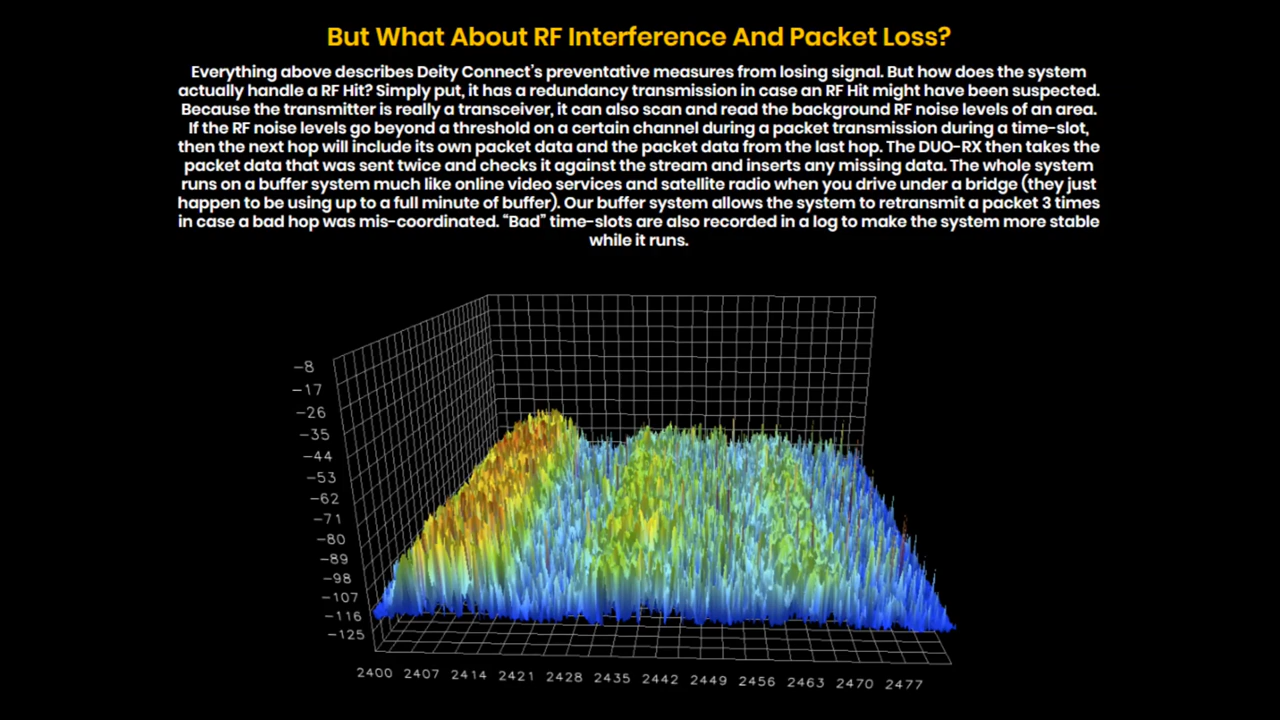 But What About RF Interference And Packet Loss?
Everything above describes Deity Connect's preventative measures from losing signal. But how does the system
actually handle a RF Hit? Simply put, it has a redundancy transmission in case an RF Hit might have been suspected.
Because the transmitter is really a transceiver, it can also scan and read the background RF noise levels of an area.
If the RF noise levels go beyond a threshold on a certain channel during a packet transmission during a time-slot,
then the next hop will include its own packet data and the packet data from the last hop. The DUO-RX then takes the
packet data that was sent twice and checks it against the stream and inserts any missing data. The whole system
runs on a buffer system much like online video services and satellite radio when you drive under a bridge (they just
happen to be using up to a full minute of buffer). Our buffer system allows the system to retransmit a packet 3 times
in case a bad hop was mis-coordinated. “Bad” time-slots are also recorded in a log to make the system more stable
while it runs.
-8
-17
-26
-35
-44
-53
-62
-71
-80
-89
-98
-107
-116
-125
2400 2407 2414 2421 2428 2435 2442 2449 2456 2463 2470 2477